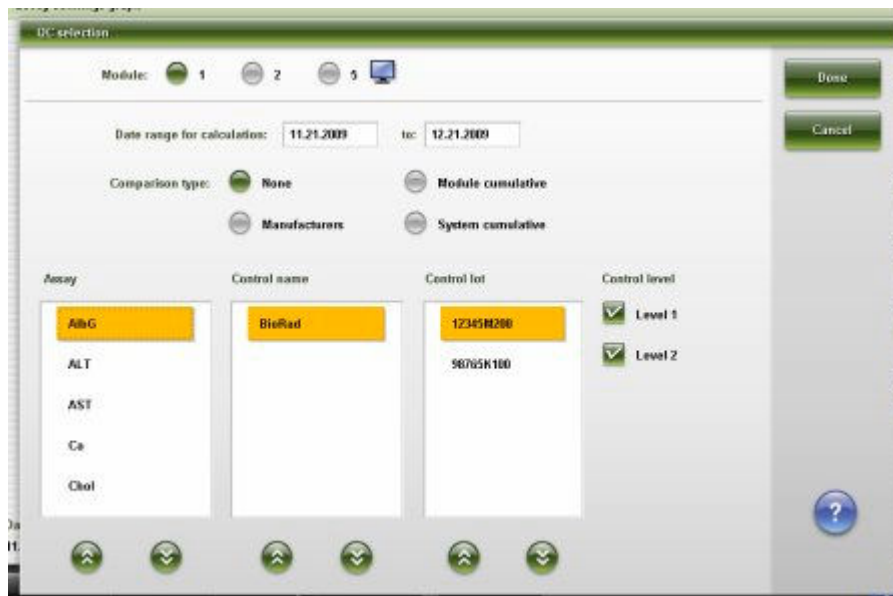 QC selection
Module: 1 2 5
Done
Date range for calculation: 11.21.2009 to: 12.21.2009
Cancel
Comparison type: None Module cumulative
Manufacturers System cumulative
Assay Control name Control lot Control level
AlbG BioRad 12345M200 Level 1
ALT 98765K100 Level 2
AST
Ca
Chol
?